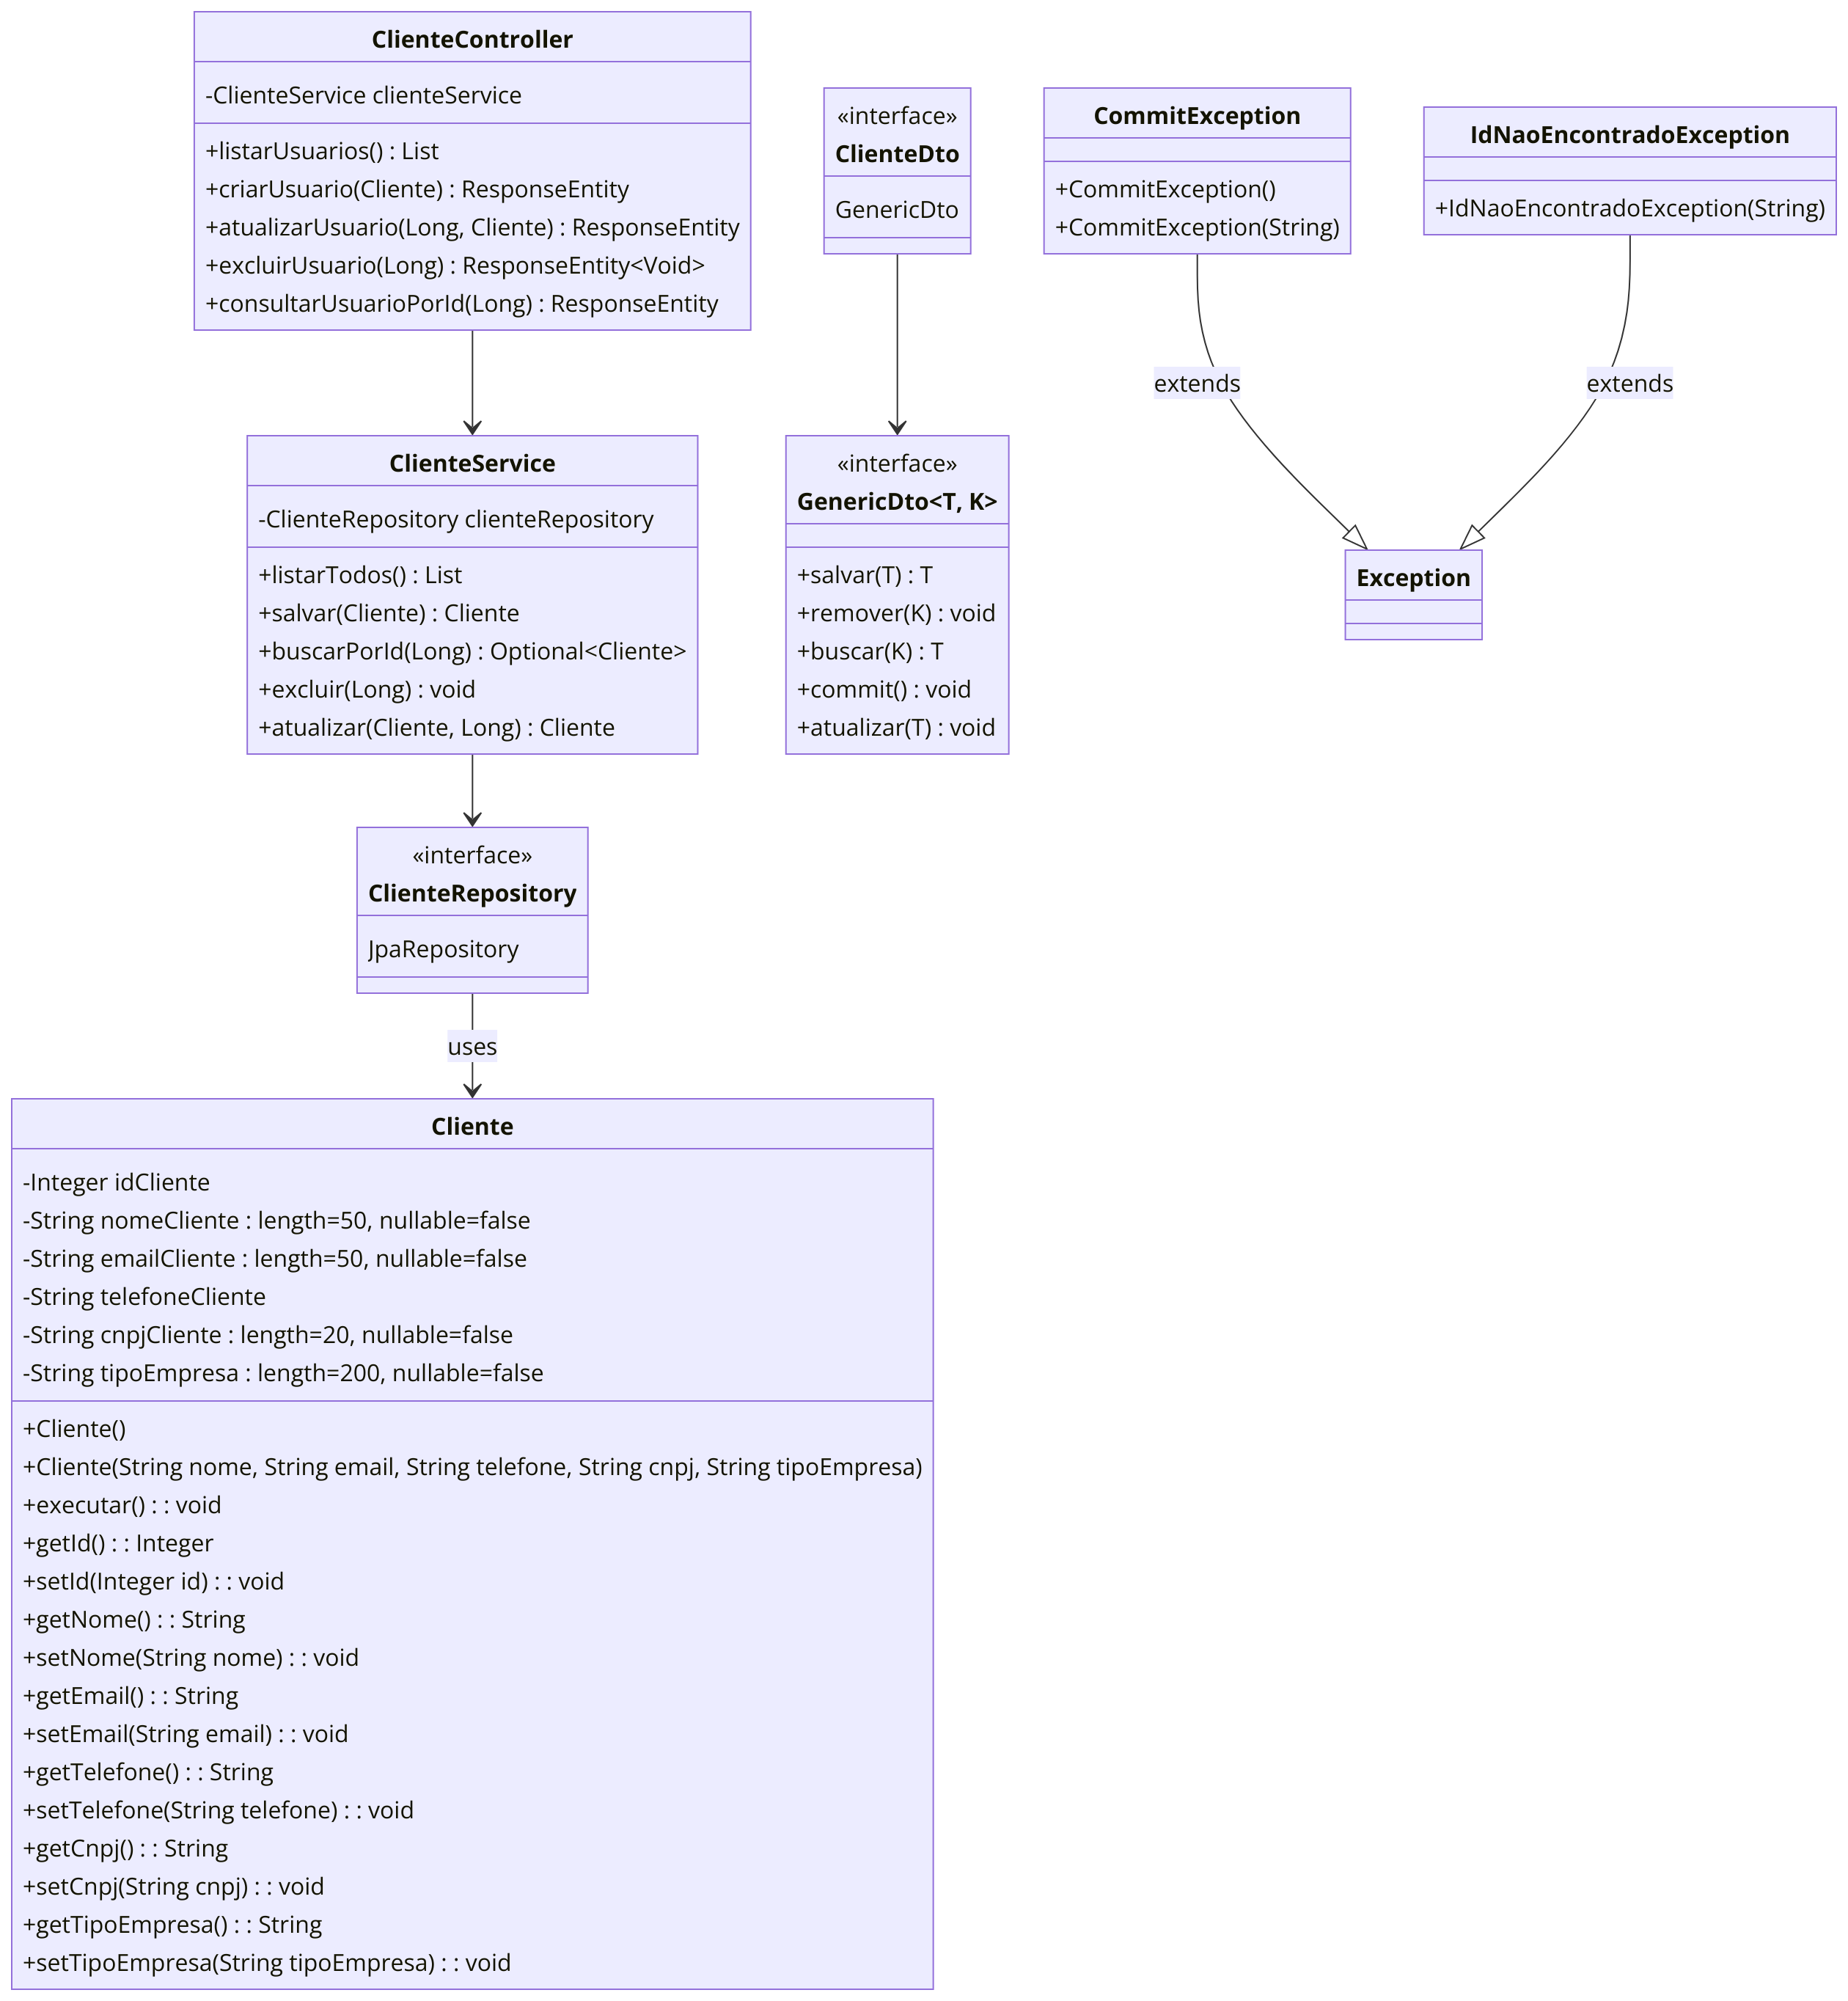 ClienteController
-ClienteService clienteService
+listarUsuarios() : List
+criarUsuario(Cliente) : ResponseEntity
+atualizarUsuario(Long, Cliente) : ResponseEntity
+excluirUsuario(Long) : ResponseEntity<Void>
+consultarUsuarioPorId(Long) : ResponseEntity
«interface»
ClienteDto
GenericDto
CommitException
+CommitException()
+CommitException(String)
IdNaoEncontradoException
+IdNaoEncontradoException(String)
extends
extends
ClienteService
-ClienteRepository clienteRepository
+listarTodos() : List
+salvar(Cliente) : Cliente
+buscarPorId(Long) : Optional<Cliente>
+excluir(Long) : void
+atualizar(Cliente, Long) : Cliente
«interface»
GenericDto<T, K>
+salvar(T) : T
+remover(K) : void
+buscar(K) : T
+commit() : void
+atualizar(T) : void
Exception
«interface»
ClienteRepository
JpaRepository
uses
Cliente
-Integer idCliente
-String nomeCliente : length=50, nullable=false
-String emailCliente : length=50, nullable=false
-String telefoneCliente
-String cnpjCliente : length=20, nullable=false
-String tipoEmpresa : length=200, nullable=false
+Cliente()
+Cliente(String nome, String email, String telefone, String cnpj, String tipoEmpresa)
+executar() : : void
+getId() : : Integer
+setId(Integer id) : : void
+getNome() : : String
+setNome(String nome) : : void
+getEmail() : : String
+setEmail(String email) : : void
+getTelefone() : : String
+setTelefone(String telefone) : : void
+getCnpj() : : String
+setCnpj(String cnpj) : : void
+getTipoEmpresa() : : String
+setTipoEmpresa(String tipoEmpresa) : : void